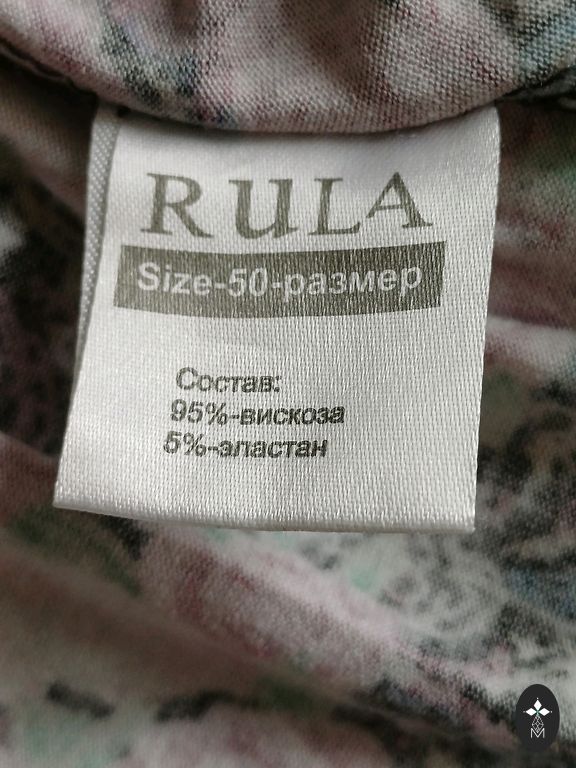 RULA
Size-50-размер
Состав:
95%-вискоза
5%-эластан
M